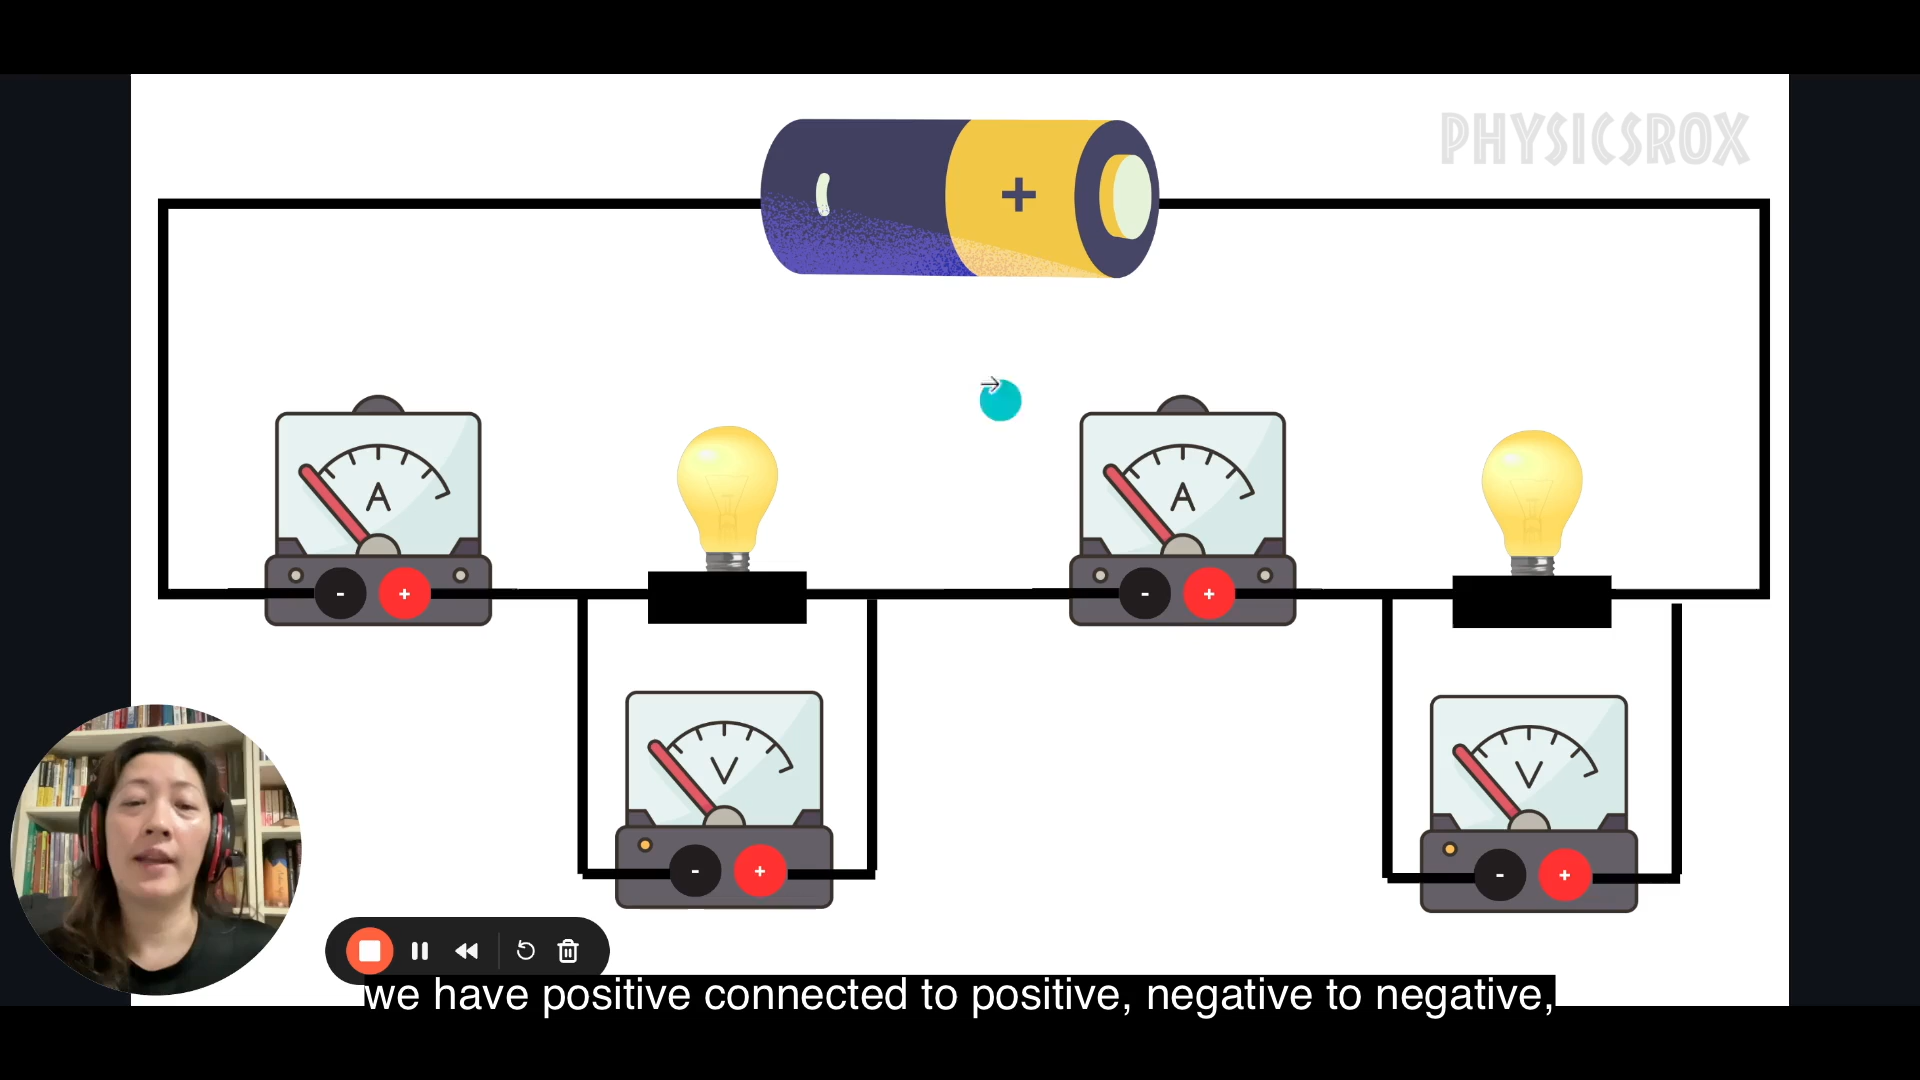 PHYSICSROX
+
A
A
- +
- +
V
V
- +
- +
we have positive connected to positive, negative to negative,